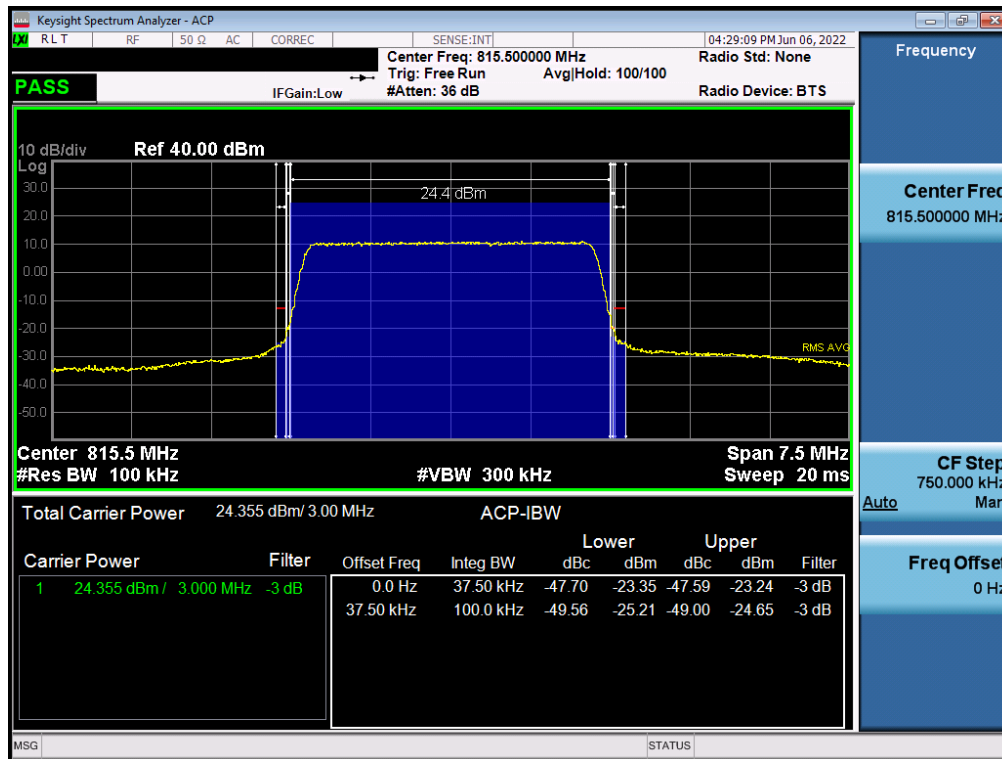 Keysight Spectrum Analyzer - ACP
LXI RLT RF 50 Ω AC CORREC SENSE:INT 04:29:09 PM Jun 06, 2022
Center Freq: 815.500000 MHz Radio Std: None
Trig: Free Run Avg|Hold: 100/100
PASS IFGain:Low #Atten: 36 dB Radio Device: BTS
10 dB/div Ref 40.00 dBm
Log
30.0
24.4 dBm
20.0
10.0
0.00
-10.0
-20.0
-30.0
RMS AVG
-40.0
-50.0
Center 815.5 MHz Span 7.5 MHz
#Res BW 100 kHz #VBW 300 kHz Sweep 20 ms
Total Carrier Power 24.355 dBm/ 3.00 MHz ACP-IBW
Lower Upper
Carrier Power Filter Offset Freq Integ BW dBc dBm dBc dBm Filter
1 24.355 dBm / 3.000 MHz -3 dB 0.0 Hz 37.50 kHz -47.70 -23.35 -47.59 -23.24 -3 dB
37.50 kHz 100.0 kHz -49.56 -25.21 -49.00 -24.65 -3 dB
MSG STATUS
Frequency
Center Freq
815.500000 MHz
CF Step
750.000 kHz
Auto Man
Freq Offset
0 Hz